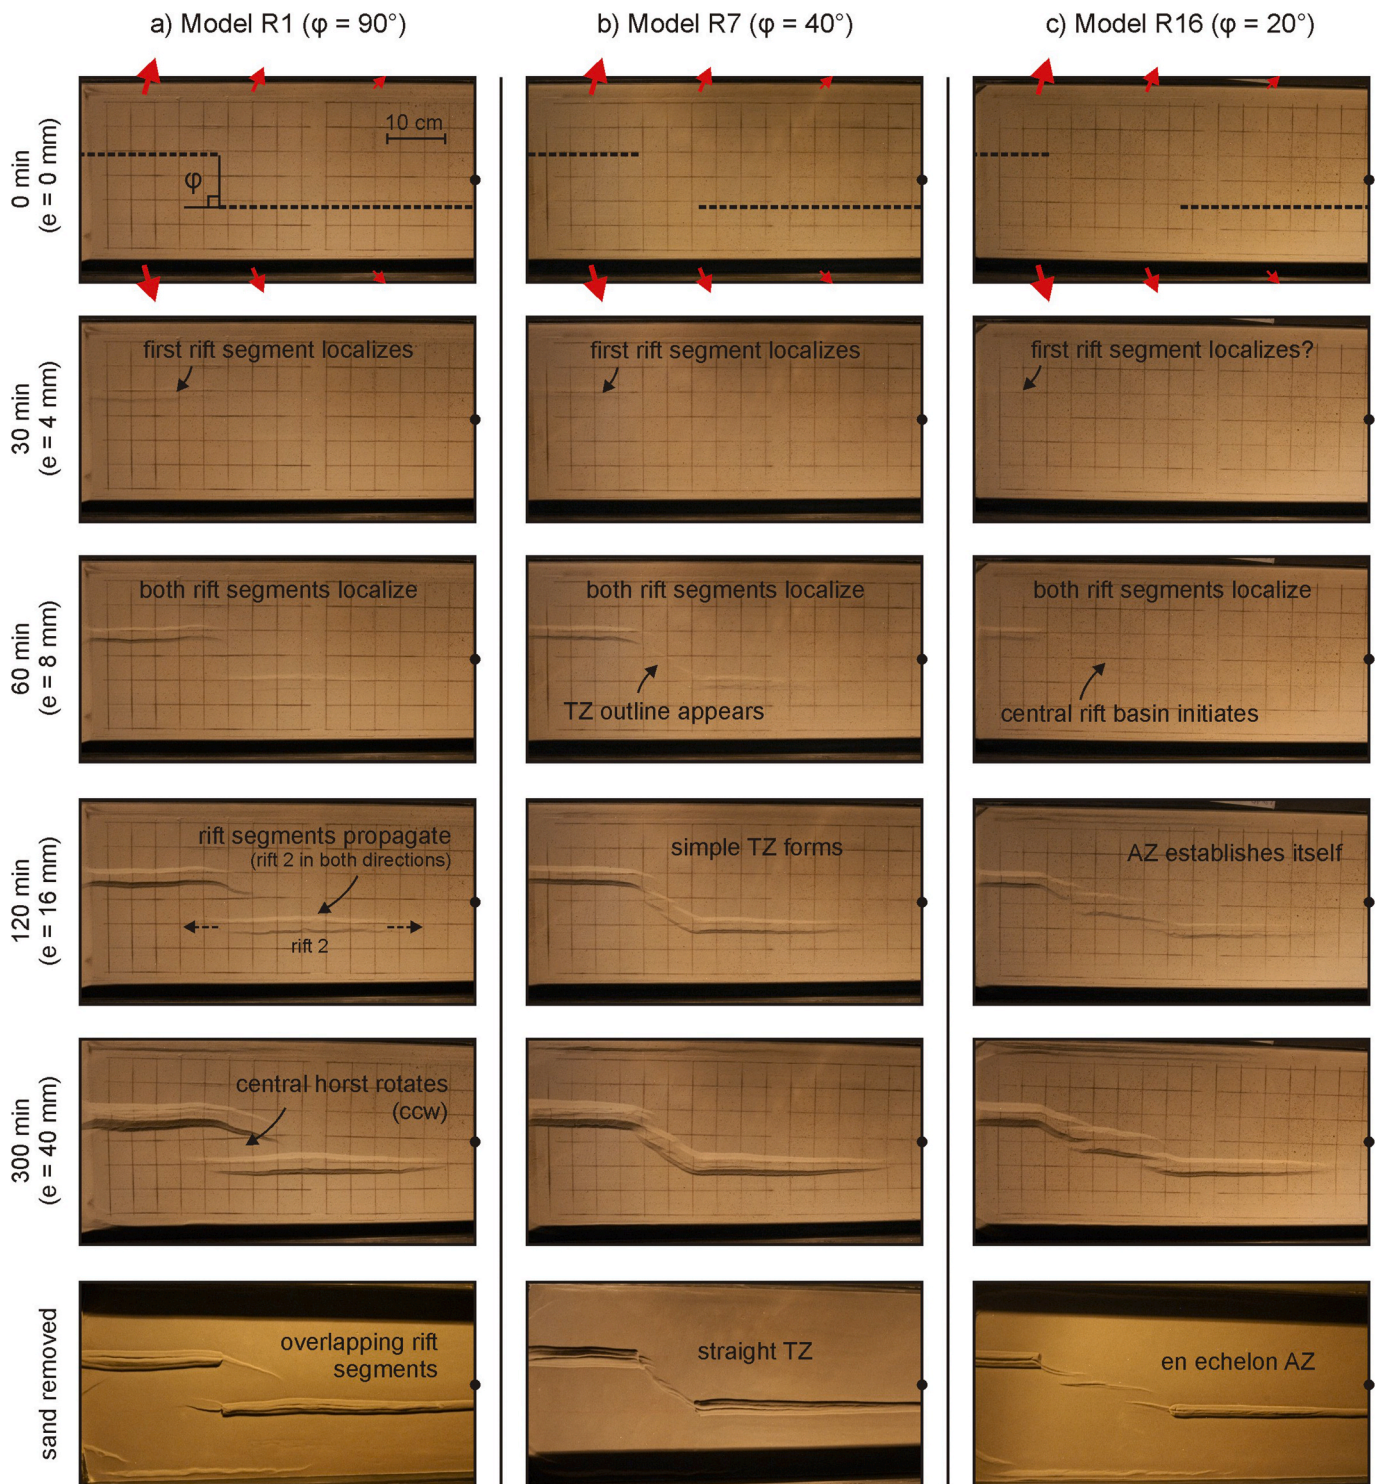 a) Model R1 (φ = 90°)
b) Model R7 (φ = 40°)
c) Model R16 (φ = 20°)
0 min
(e = 0 mm)
10 cm
φ
30 min
(e = 4 mm)
first rift segment localizes
first rift segment localizes
first rift segment localizes?
60 min
(e = 8 mm)
both rift segments localize
both rift segments localize
TZ outline appears
both rift segments localize
central rift basin initiates
120 min
(e = 16 mm)
rift segments propagate
(rift 2 in both directions)
rift 2
simple TZ forms
AZ establishes itself
300 min
(e = 40 mm)
central horst rotates
(ccw)
sand removed
overlapping rift
segments
straight TZ
en echelon AZ